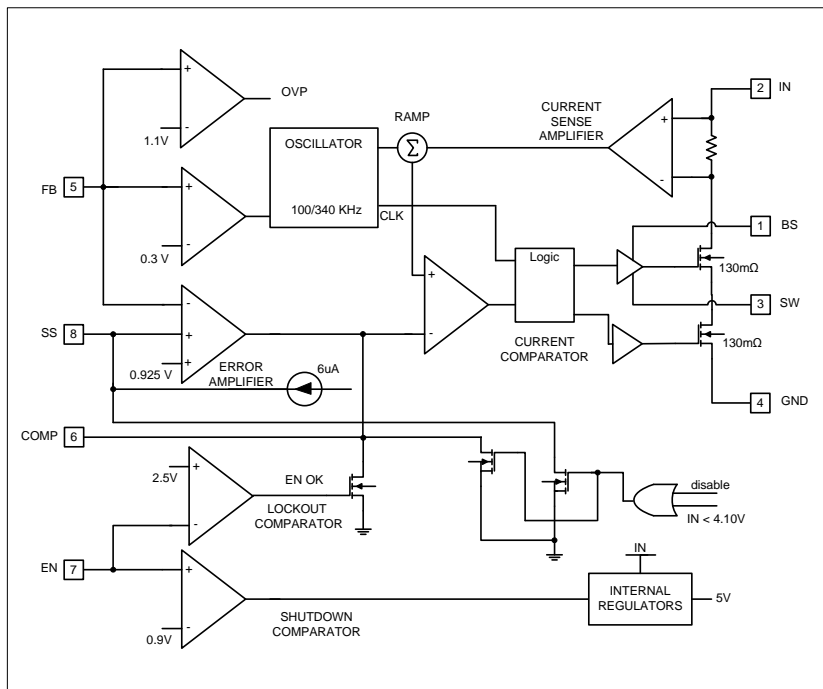 OVP
1.1V
FB
5
0.3 V
OSCILLATOR
100/340 KHz
CLK
RAMP
Σ
CURRENT
SENSE
AMPLIFIER
2
IN
1
BS
130mΩ
3
SW
130mΩ
4
GND
Logic
CURRENT
COMPARATOR
SS
8
0.925 V
ERROR
AMPLIFIER
6uA
COMP
6
2.5V
EN OK
LOCKOUT
COMPARATOR
disable
IN < 4.10V
EN
7
0.9V
SHUTDOWN
COMPARATOR
IN
INTERNAL
REGULATORS
5V
+
-
+
-
-
+
+
+
-
+
-
+
-
+
-